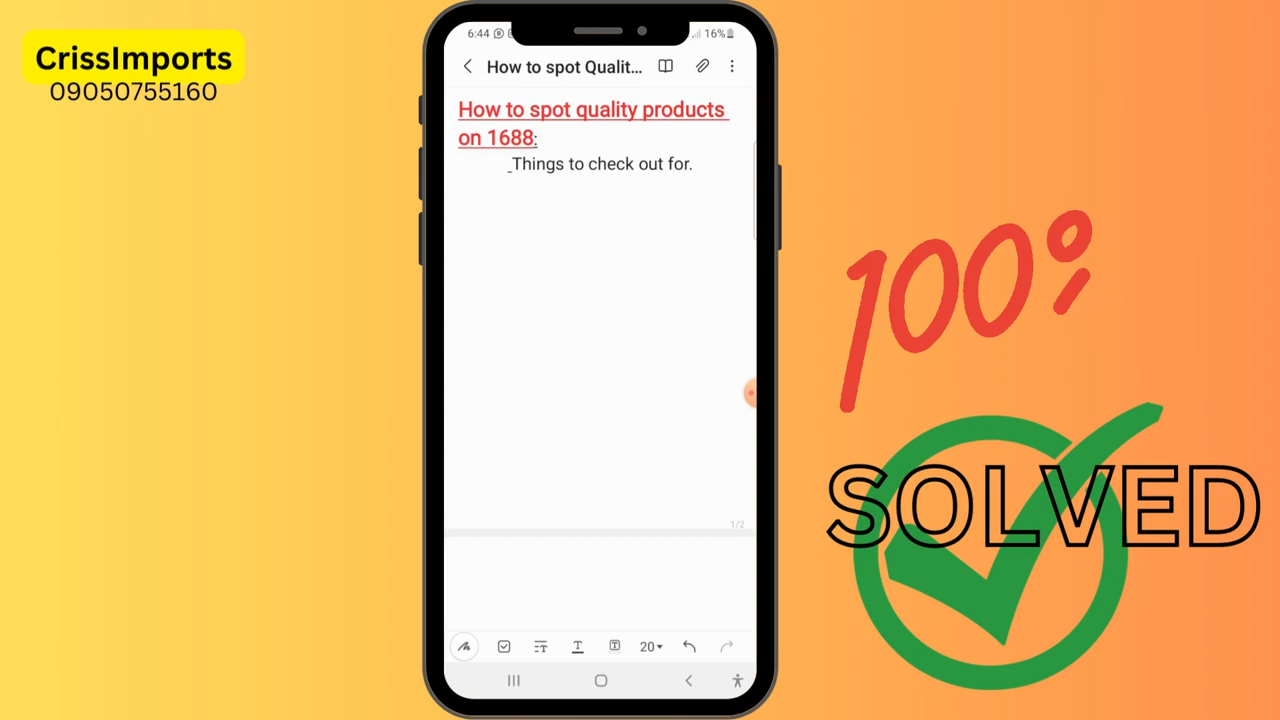 CrissImports
09050755160
6:44
16%
How to spot Qualit...
How to spot quality products
on 1688:
_Things to check out for.
1/2
20
100%
SOLVED